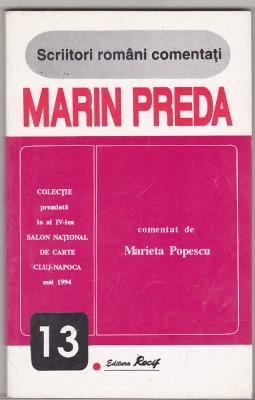 Scriitori români comentați
MARIN PREDA
COLECȚIE
premiată
la al IV-lea
SALON NAȚIONAL
DE CARTE
CLUJ-NAPOCA
mai 1994
comentat de
Marieta Popescu
13
Editura Recif